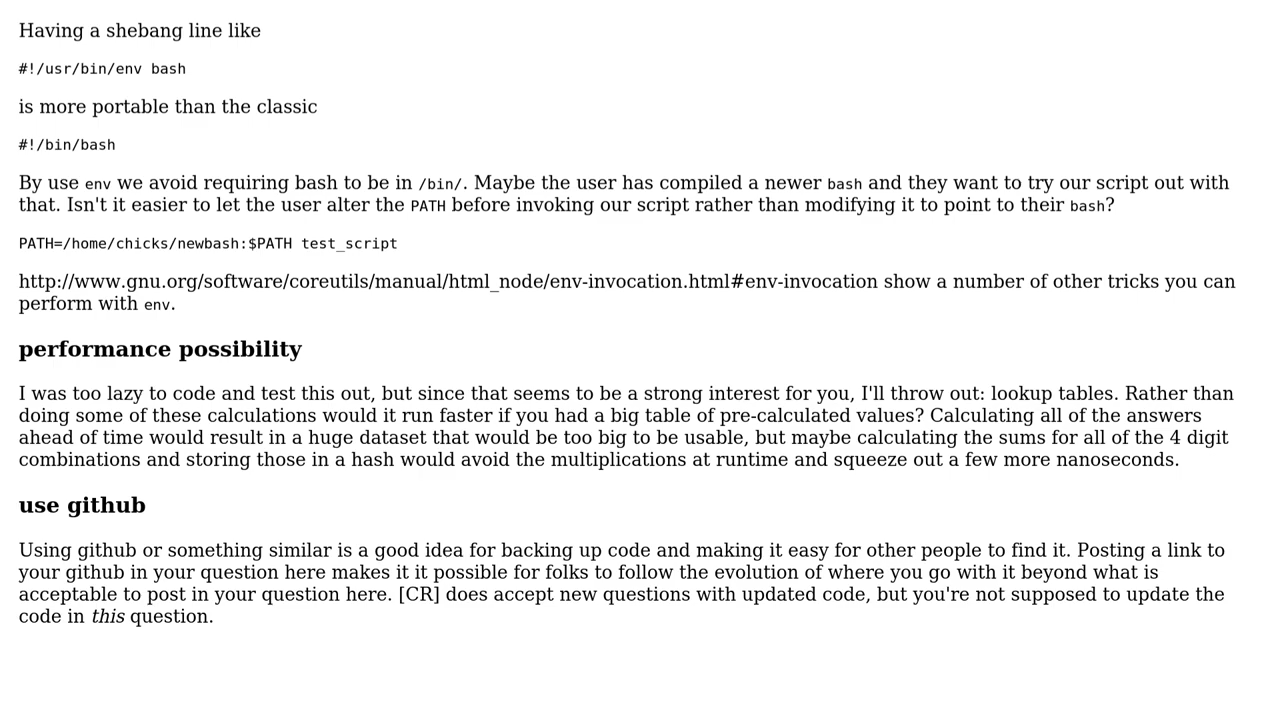 Having a shebang line like
#!/usr/bin/env bash
is more portable than the classic
#!/bin/bash
By use env we avoid requiring bash to be in /bin/. Maybe the user has compiled a newer bash and they want to try our script out with
that. Isn't it easier to let the user alter the PATH before invoking our script rather than modifying it to point to their bash?
PATH=/home/chicks/newbash:$PATH test_script
http://www.gnu.org/software/coreutils/manual/html_node/env-invocation.html#env-invocation show a number of other tricks you can
perform with env.
performance possibility
I was too lazy to code and test this out, but since that seems to be a strong interest for you, I'll throw out: lookup tables. Rather than
doing some of these calculations would it run faster if you had a big table of pre-calculated values? Calculating all of the answers
ahead of time would result in a huge dataset that would be too big to be usable, but maybe calculating the sums for all of the 4 digit
combinations and storing those in a hash would avoid the multiplications at runtime and squeeze out a few more nanoseconds.
use github
Using github or something similar is a good idea for backing up code and making it easy for other people to find it. Posting a link to
your github in your question here makes it it possible for folks to follow the evolution of where you go with it beyond what is
acceptable to post in your question here. [CR] does accept new questions with updated code, but you're not supposed to update the
code in this question.